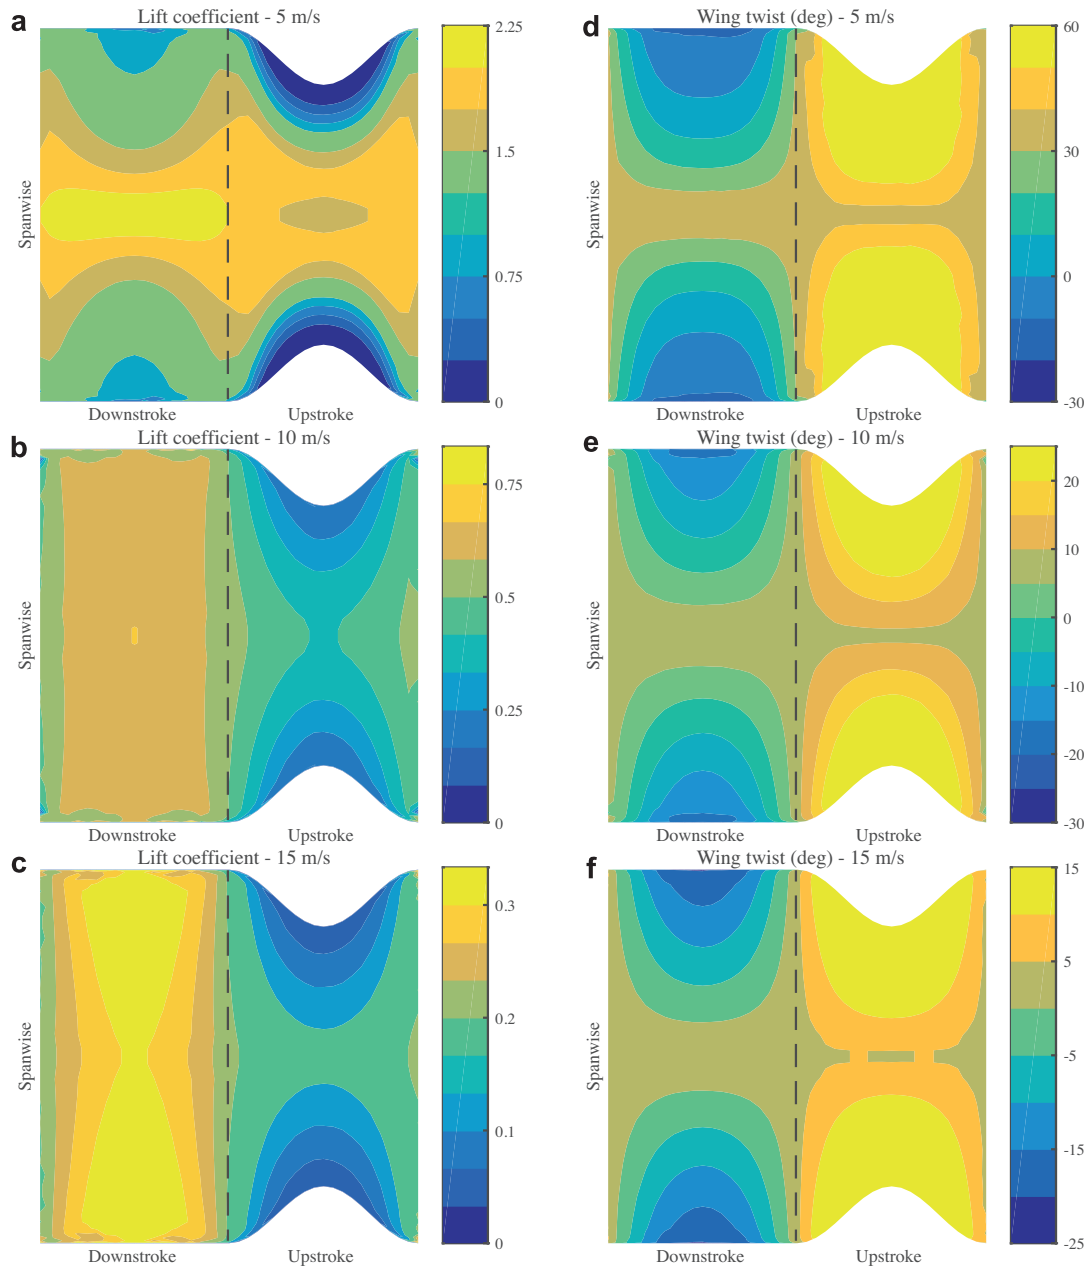 a
Lift coefficient - 5 m/s
2.25
1.5
0.75
0
Spanwise
Downstroke
Upstroke
d
Wing twist (deg) - 5 m/s
60
30
0
-30
Spanwise
Downstroke
Upstroke
b
Lift coefficient - 10 m/s
0.75
0.5
0.25
0
Spanwise
Downstroke
Upstroke
e
Wing twist (deg) - 10 m/s
20
10
0
-10
-20
-30
Spanwise
Downstroke
Upstroke
c
Lift coefficient - 15 m/s
0.3
0.2
0.1
0
Spanwise
Downstroke
Upstroke
f
Wing twist (deg) - 15 m/s
15
5
-5
-15
-25
Spanwise
Downstroke
Upstroke